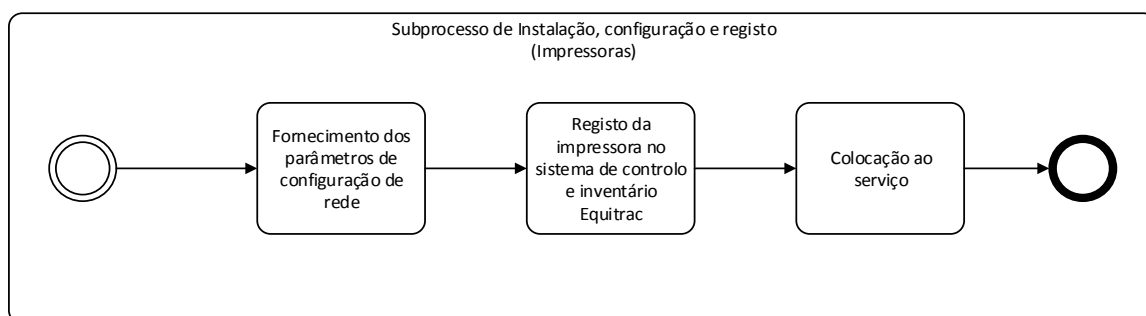 Subprocesso de Instalação, configuração e registo
(Impressoras)
Fornecimento dos
parâmetros de
configuração de
rede
Registo da
impressora no
sistema de controlo
e inventário
Equitrac
Colocação ao
serviço